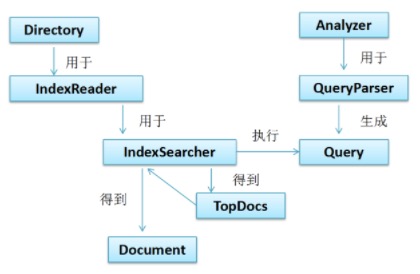 Directory
Analyzer
用于
用于
IndexReader
QueryParser
用于
生成
执行
IndexSearcher
Query
得到
得到
TopDocs
Document